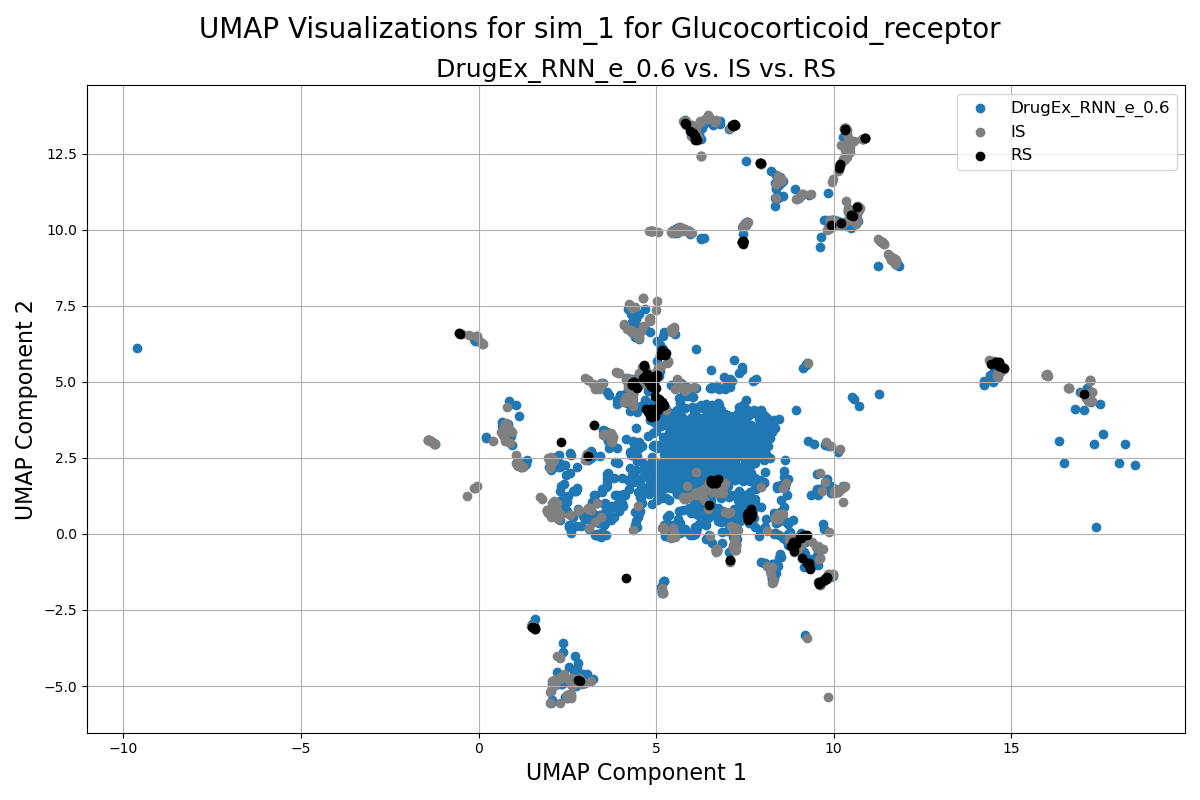 UMAP Visualizations for sim_1 for Glucocorticoid_receptor
DrugEx_RNN_e_0.6 vs. IS vs. RS
DrugEx_RNN_e_0.6
IS
RS
UMAP Component 2
12.5
10.0
7.5
5.0
2.5
0.0
−2.5
−5.0
−10
−5
0
5
10
15
UMAP Component 1